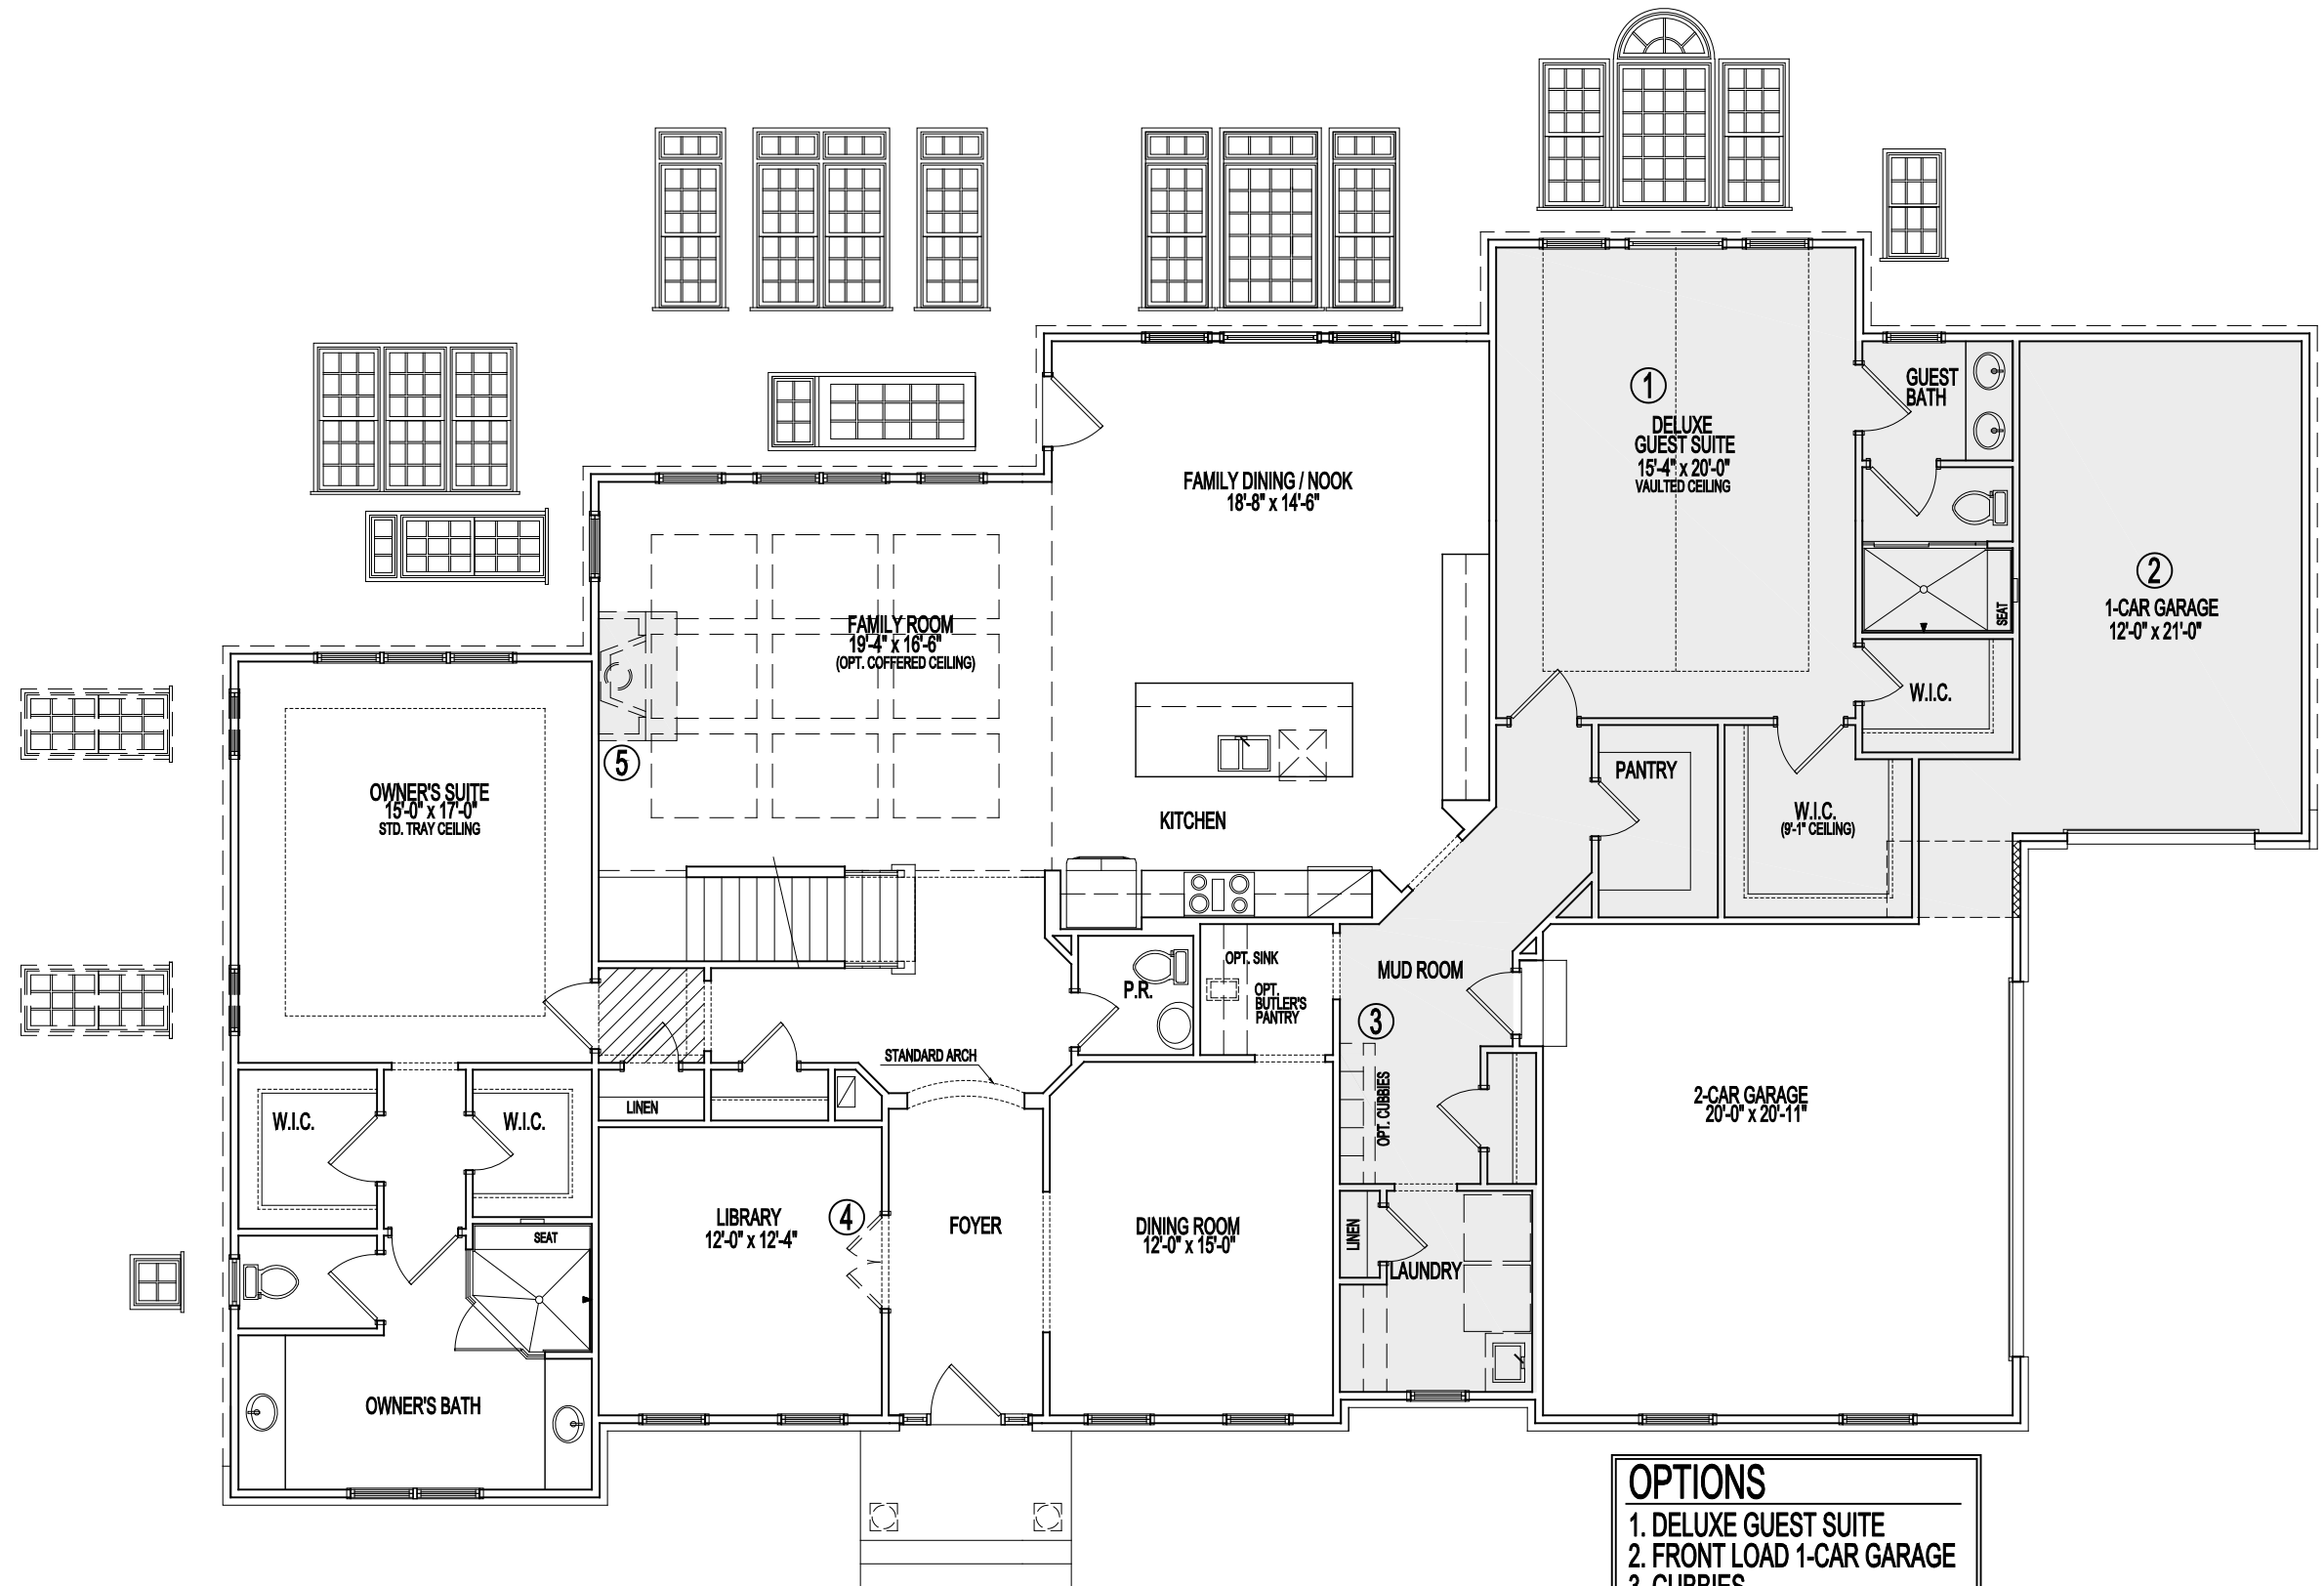 ①
DELUXE
GUEST SUITE
15'-4" x 20'-0"
VAULTED CEILING
GUEST
BATH
FAMILY DINING / NOOK
18'-8" x 14'-6"
②
1-CAR GARAGE
12'-0" x 21'-0"
SEAT
FAMILY ROOM
19'-4" x 16'-6"
(OPT. COFFERED CEILING)
W.I.C.
⑤
OWNER'S SUITE
15'-0" x 17'-0"
STD. TRAY CEILING
PANTRY
KITCHEN
W.I.C.
(9'-1" CEILING)
OPT. SINK
MUD ROOM
P.R.
OPT.
BUTLER'S
PANTRY
③
STANDARD ARCH
OPT. CUBBIES
2-CAR GARAGE
20'-0" x 20'-11"
LINEN
W.I.C.
W.I.C.
SEAT
LIBRARY
12'-0" x 12'-4"
④
FOYER
DINING ROOM
12'-0" x 15'-0"
LINEN
LAUNDRY
OWNER'S BATH
OPTIONS
1. DELUXE GUEST SUITE
2. FRONT LOAD 1-CAR GARAGE
3. CUBBIES